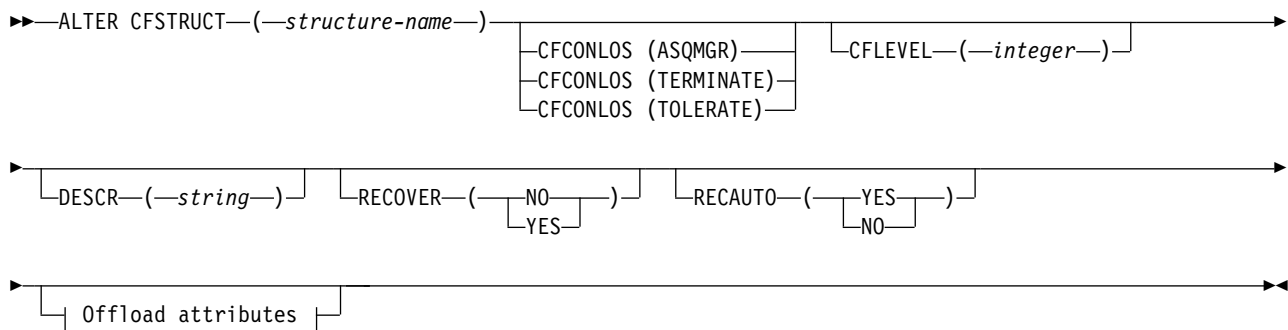 ALTER CFSTRUCT ( structure-name )
CFCONLOS (ASQMGR)
CFCONLOS (TERMINATE)
CFCONLOS (TOLERATE)
CFLEVEL ( integer )
DESCR ( string )
RECOVER ( NO )
YES
RECAUTO ( YES )
NO
Offload attributes